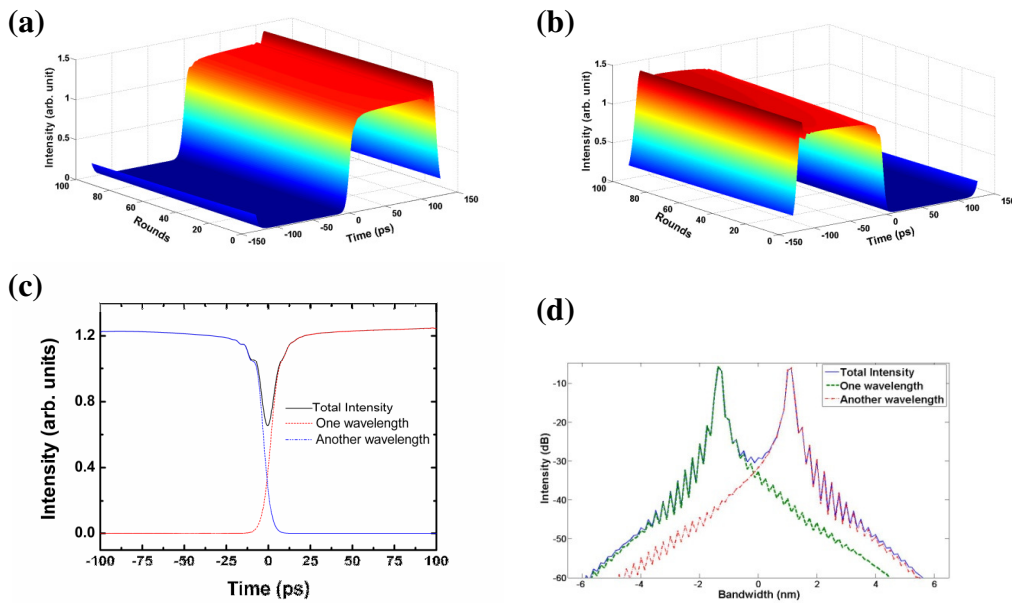 (a)
Intensity (arb. unit)
1.5
1
0.5
0
100
80
60
40
20
0
Rounds
-150
-100
-50
0
50
100
150
Time (ps)
(b)
Intensity (arb. unit)
1.5
1
0.5
0
100
80
60
40
20
0
Rounds
-150
-100
-50
0
50
100
150
Time (ps)
(c)
Intensity (arb. units)
1.2
0.8
0.4
0.0
Total Intensity
One wavelength
Another wavelength
-100 -75 -50 -25 0 25 50 75 100
Time (ps)
(d)
Intensity (dB)
-10
-20
-30
-40
-50
-60
Total Intensity
One wavelength
Another wavelength
-6 -4 -2 0 2 4 6
Bandwidth (nm)